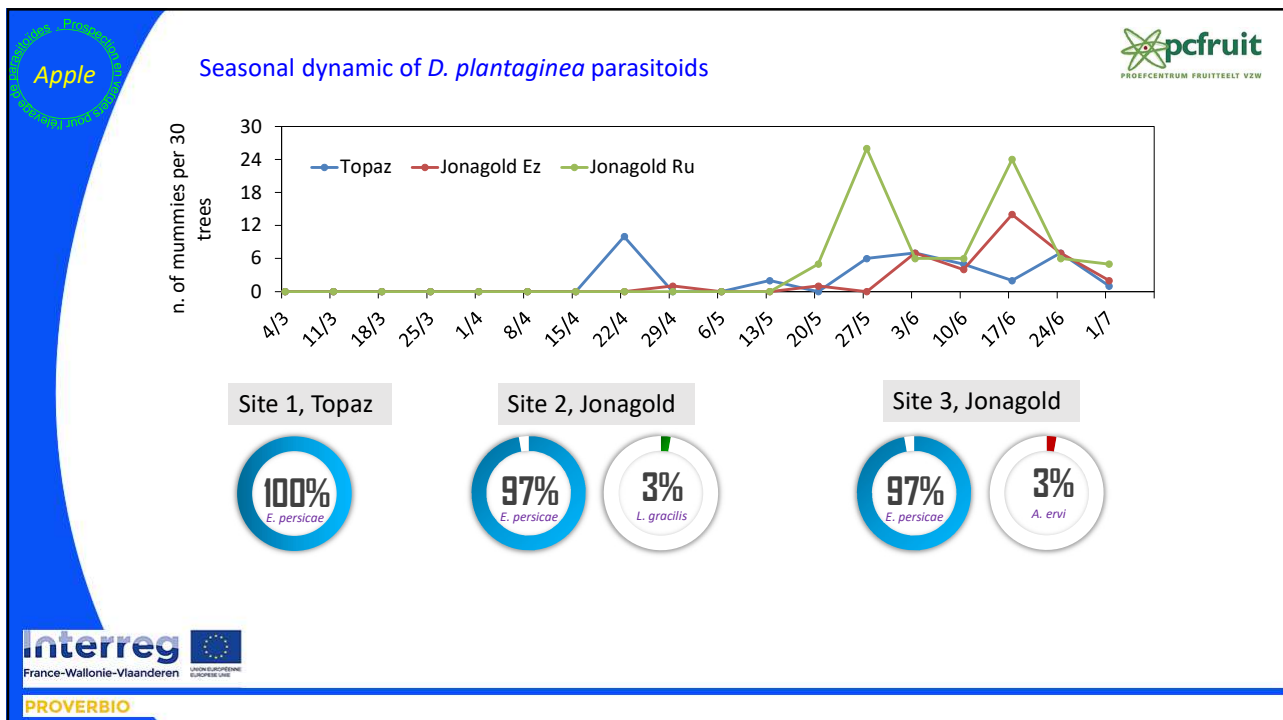 de parasitoïdes . Prospection en vergers pour l'élevage
Apple
Seasonal dynamic of D. plantaginea parasitoids
pcfruit
PROEFCENTRUM FRUITTEELT VZW
n. of mummies per 30
trees
30
24
18
12
6
0
Topaz
Jonagold Ez
Jonagold Ru
4/3
11/3
18/3
25/3
1/4
8/4
15/4
22/4
29/4
6/5
13/5
20/5
27/5
3/6
10/6
17/6
24/6
1/7
Site 1, Topaz
Site 2, Jonagold
Site 3, Jonagold
100%
E. persicae
97%
E. persicae
3%
L. gracilis
97%
E. persicae
3%
A. ervi
Interreg
France-Wallonie-Vlaanderen
UNION EUROPÉENNE
EUROPESE UNIE
PROVERBIO